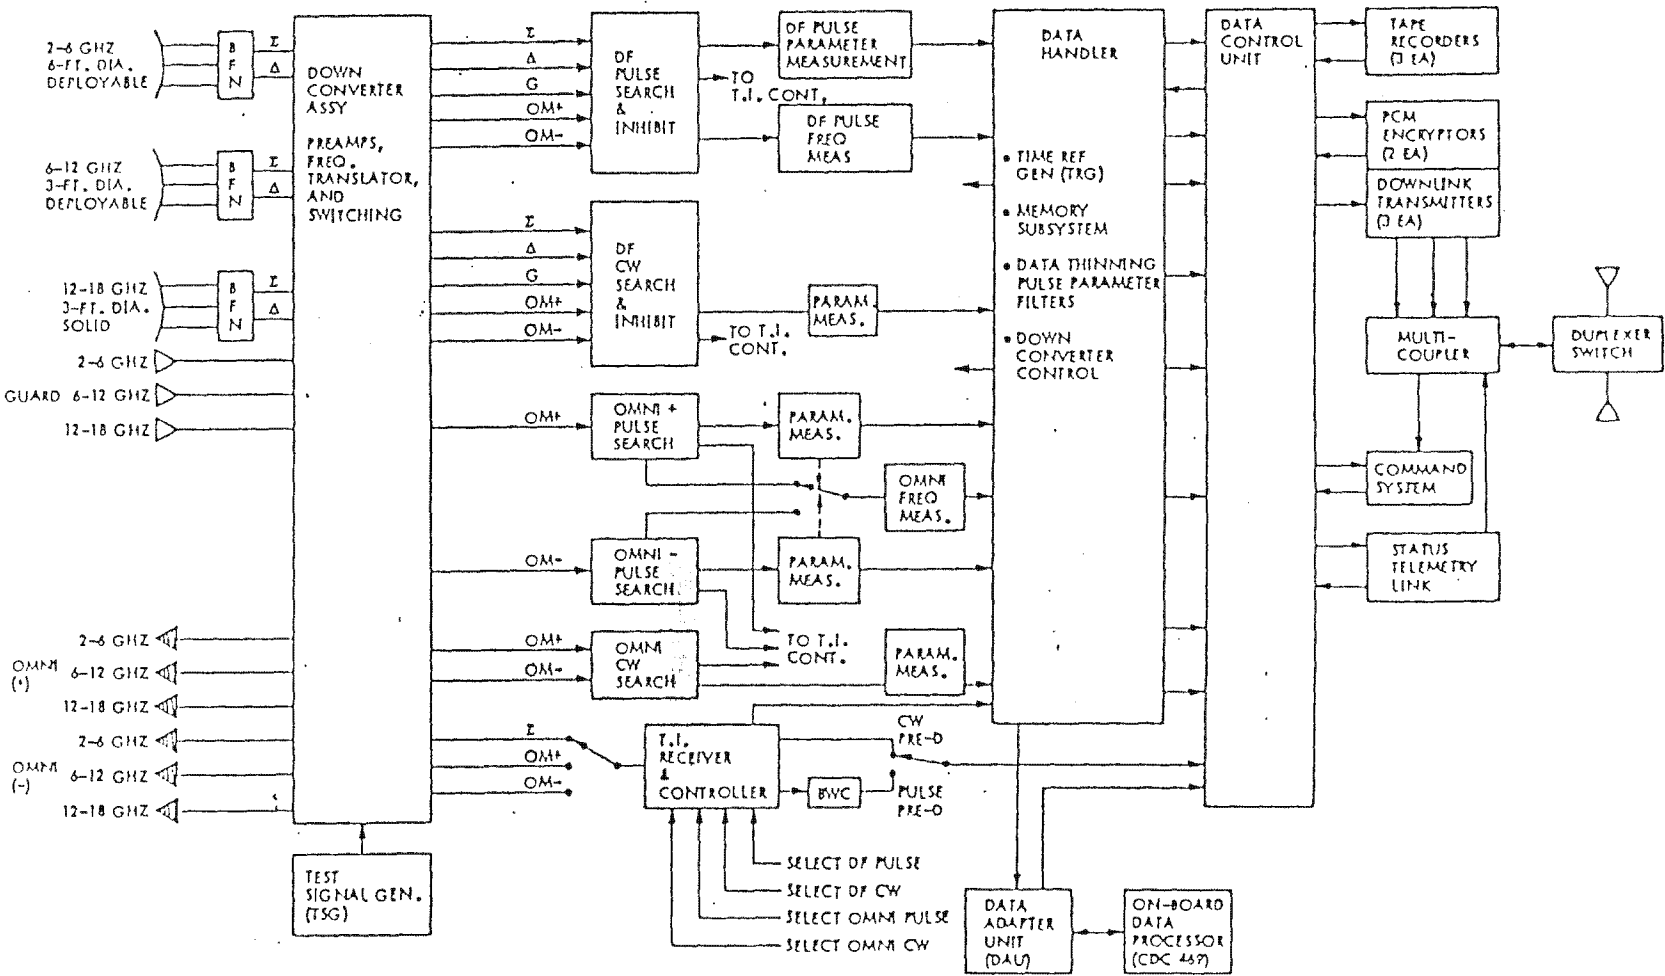 2-6 GHZ
6-FT. DIA.
DEPLOYABLE
B
F
N
Σ
Δ
6-12 GHZ
3-FT. DIA.
DEPLOYABLE
B
F
N
Σ
Δ
12-18 GHZ
3-FT. DIA.
SOLID
B
F
N
Σ
Δ
2-6 GHZ
GUARD 6-12 GHZ
12-18 GHZ
OMNI
(+)
2-6 GHZ
6-12 GHZ
12-18 GHZ
OMNI
(-)
2-6 GHZ
6-12 GHZ
12-18 GHZ
DOWN
CONVERTER
ASSY
PREAMPS,
FREQ.
TRANSLATOR,
AND
SWITCHING
TEST
SIGNAL GEN.
(TSG)
Σ
Δ
G
OM+
OM-
DF
PULSE
SEARCH
&
INHIBIT
TO
T.I. CONT.
DF PULSE
PARAMETER
MEASUREMENT
DF PULSE
FREQ
MEAS
Σ
Δ
G
OM+
OM-
DF
CW
SEARCH
&
INHIBIT
TO T.I.
CONT.
PARAM.
MEAS.
OM+
OMNI +
PULSE
SEARCH
PARAM.
MEAS.
OMNI
FREQ
MEAS.
OM-
OMNI -
PULSE
SEARCH
PARAM.
MEAS.
OM+
OM-
OMNI
CW
SEARCH
TO T.I.
CONT.
PARAM.
MEAS.
Σ
OM+
OM-
T.I.
RECEIVER
&
CONTROLLER
BWC
CW
PRE-D
PULSE
PRE-D
SELECT DF PULSE
SELECT DF CW
SELECT OMNI PULSE
SELECT OMNI CW
DATA
HANDLER
• TIME REF
GEN (TRG)
• MEMORY
SUBSYSTEM
• DATA THINNING
PULSE PARAMETER
FILTERS
• DOWN
CONVERTER
CONTROL
DATA
ADAPTER
UNIT
(DAU)
ON-BOARD
DATA
PROCESSOR
(CDC 469)
DATA
CONTROL
UNIT
TAPE
RECORDERS
(3 EA)
PCM
ENCRYPTORS
(2 EA)
DOWNLINK
TRANSMITTERS
(3 EA)
MULTI-
COUPLER
DUPLEXER
SWITCH
COMMAND
SYSTEM
STATUS
TELEMETRY
LINK